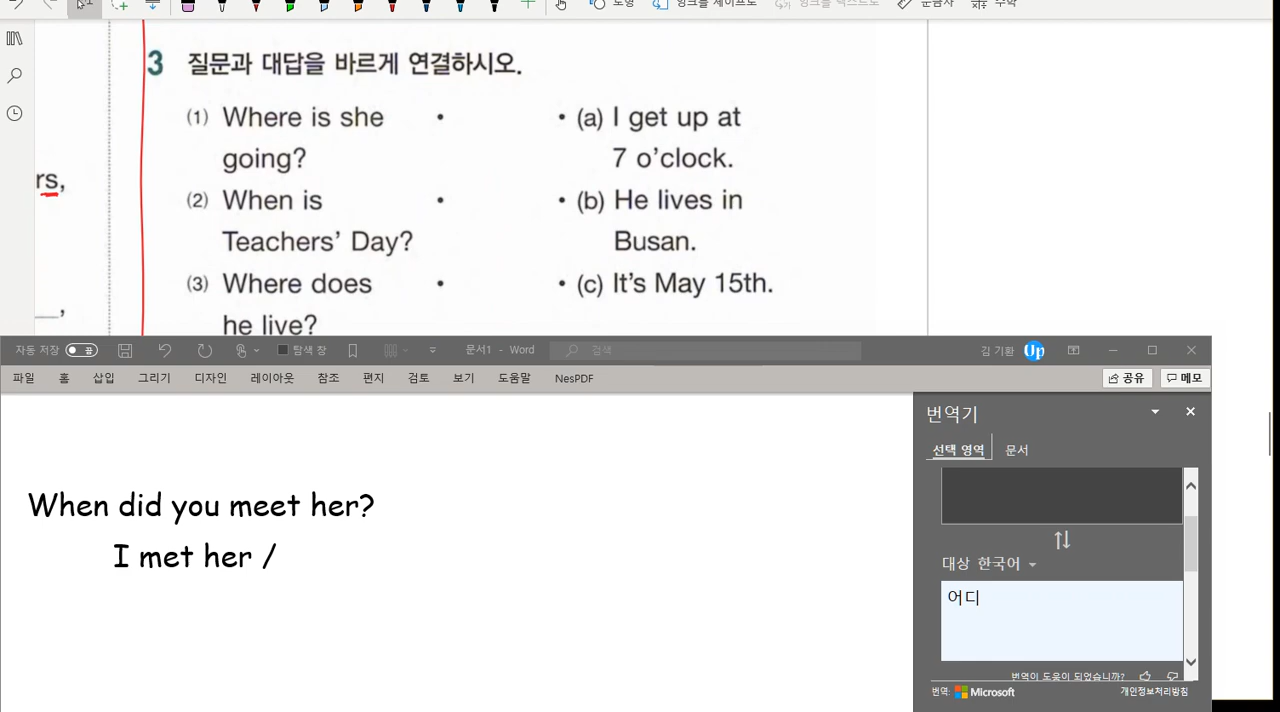 3 질문과 대답을 바르게 연결하시오.
(1) Where is she going?
• (a) I get up at 7 o'clock.
(2) When is Teachers' Day?
• (b) He lives in Busan.
(3) Where does he live?
• (c) It's May 15th.
rs,
__,
자동 저장 끔 탐색 창 문서1 - Word 검색 김 기환 Up
파일 홈 삽입 그리기 디자인 레이아웃 참조 편지 검토 보기 도움말 NesPDF 공유 메모
When did you meet her?
I met her /
번역기
선택 영역 문서
대상 한국어
어디
번역이 도움이 되었습니까?
번역: Microsoft 개인정보처리방침